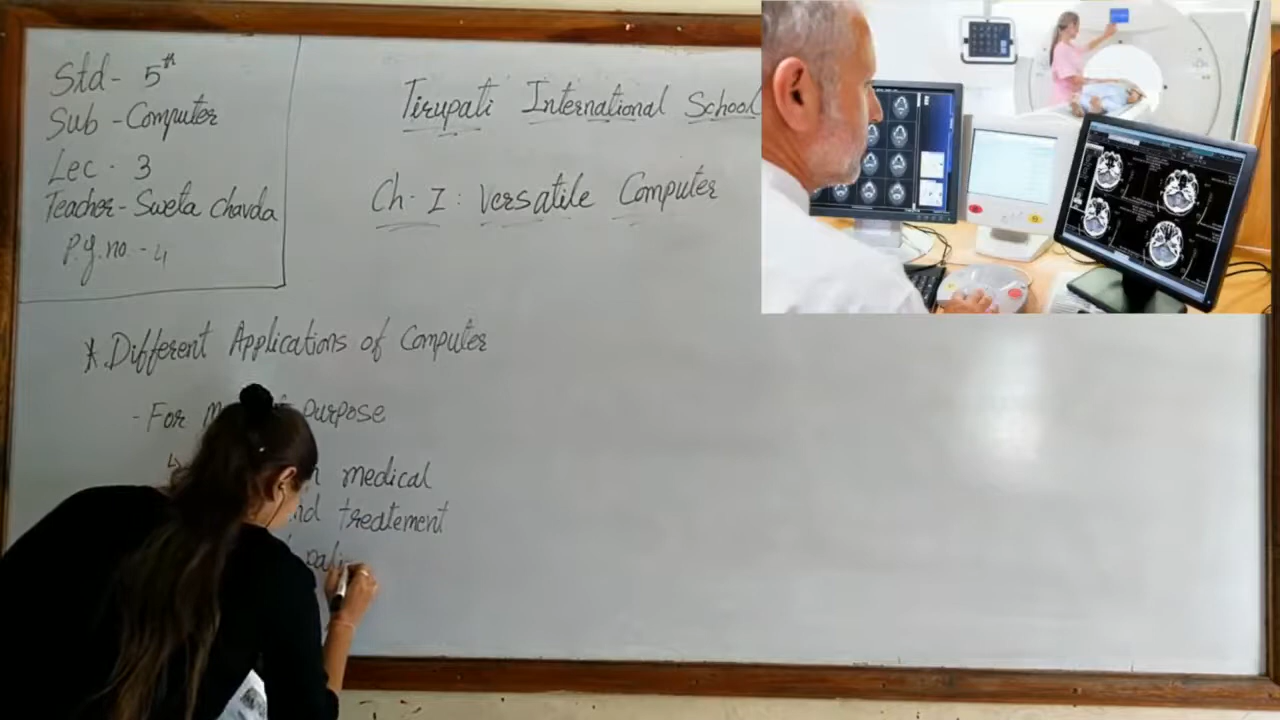 Std- 5th
Sub -Computer
Lec - 3
Teacher- Sweta chavda
P.g. no. - 4
Tirupati International School
Ch- I : Versatile Computer
* Different Applications of Computer
- For purpose
medical
treatement